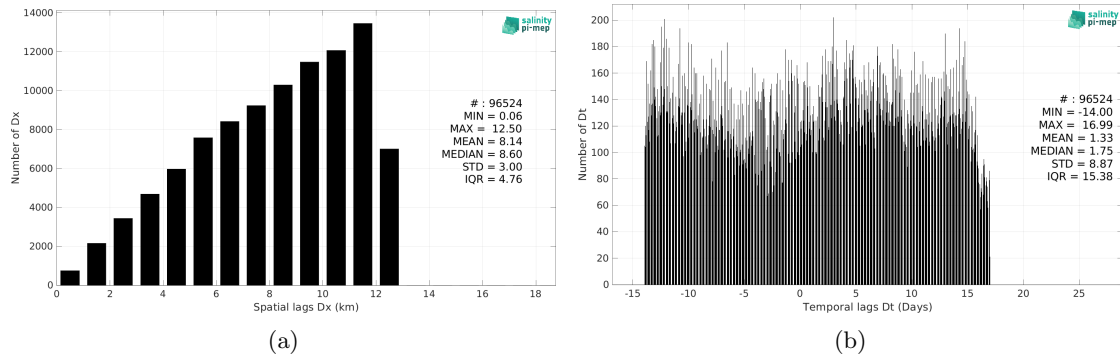 14000
12000
10000
8000
6000
4000
2000
0
Number of Dx
salinity
pi-mep
# : 96524
MIN = 0.06
MAX = 12.50
MEAN = 8.14
MEDIAN = 8.60
STD = 3.00
IQR = 4.76
0 2 4 6 8 10 12 14 16 18
Spatial lags Dx (km)
(a)
200
180
160
140
120
100
80
60
40
20
0
Number of Dt
salinity
pi-mep
# : 96524
MIN = -14.00
MAX = 16.99
MEAN = 1.33
MEDIAN = 1.75
STD = 8.87
IQR = 15.38
-15 -10 -5 0 5 10 15 20 25
Temporal lags Dt (Days)
(b)